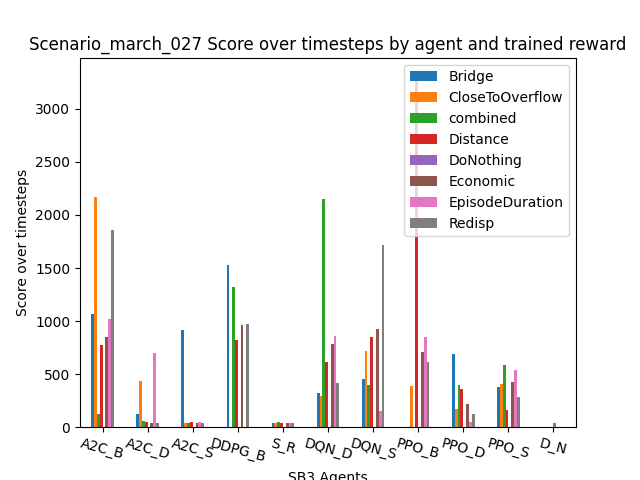 Scenario_march_027 Score over timesteps by agent and trained reward
Score over timesteps
3000
2500
2000
1500
1000
500
0
Bridge
CloseToOverflow
combined
Distance
DoNothing
Economic
EpisodeDuration
Redisp
A2C_B
A2C_D
A2C_S
DDPG_B
S_R
DQN_D
DQN_S
PPO_B
PPO_D
PPO_S
D_N
SB3 Agents